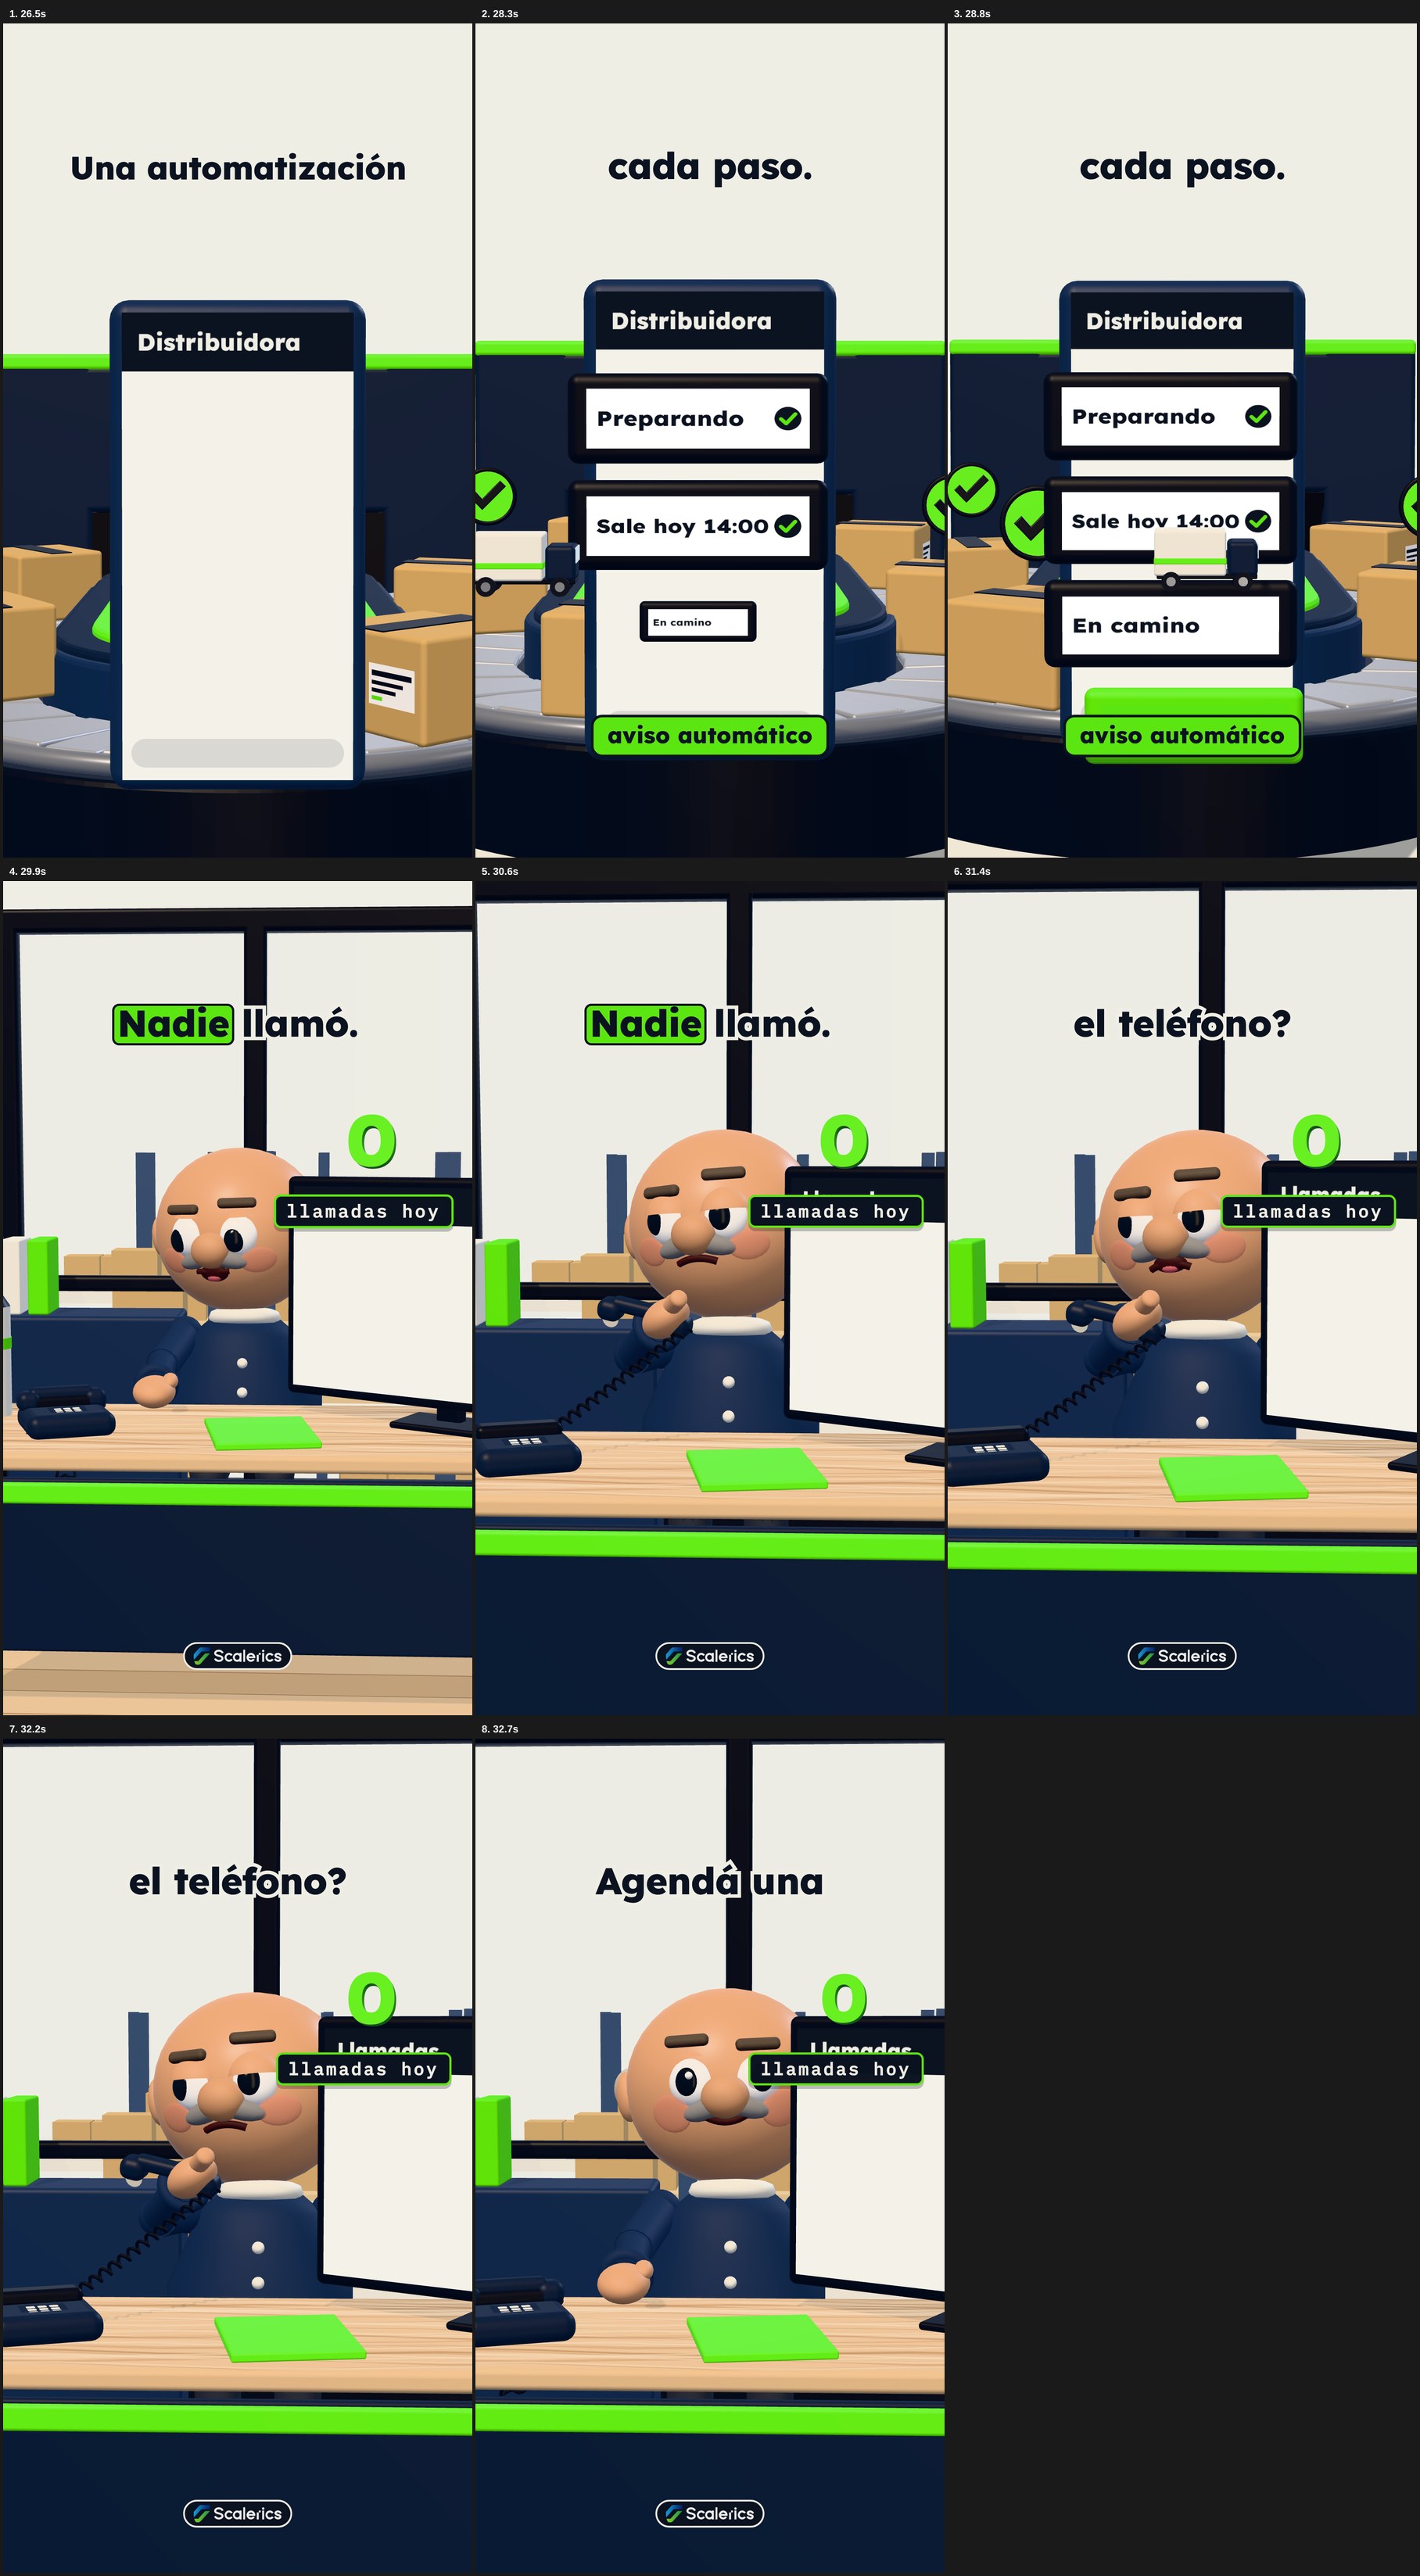 1. 26.5s
Una automatización
Distribuidora
2. 28.3s
cada paso.
Distribuidora
Preparando
Sale hoy 14:00
En camino
aviso automático
3. 28.8s
cada paso.
Distribuidora
Preparando
Sale hoy 14:00
En camino
aviso automático
4. 29.9s
Nadie llamó.
0
llamadas hoy
Scalerics
5. 30.6s
Nadie llamó.
0
llamadas hoy
Scalerics
6. 31.4s
el teléfono?
0
Llamadas
llamadas hoy
Scalerics
7. 32.2s
el teléfono?
0
Llamadas
llamadas hoy
Scalerics
8. 32.7s
Agendá una
0
Llamadas
llamadas hoy
Scalerics